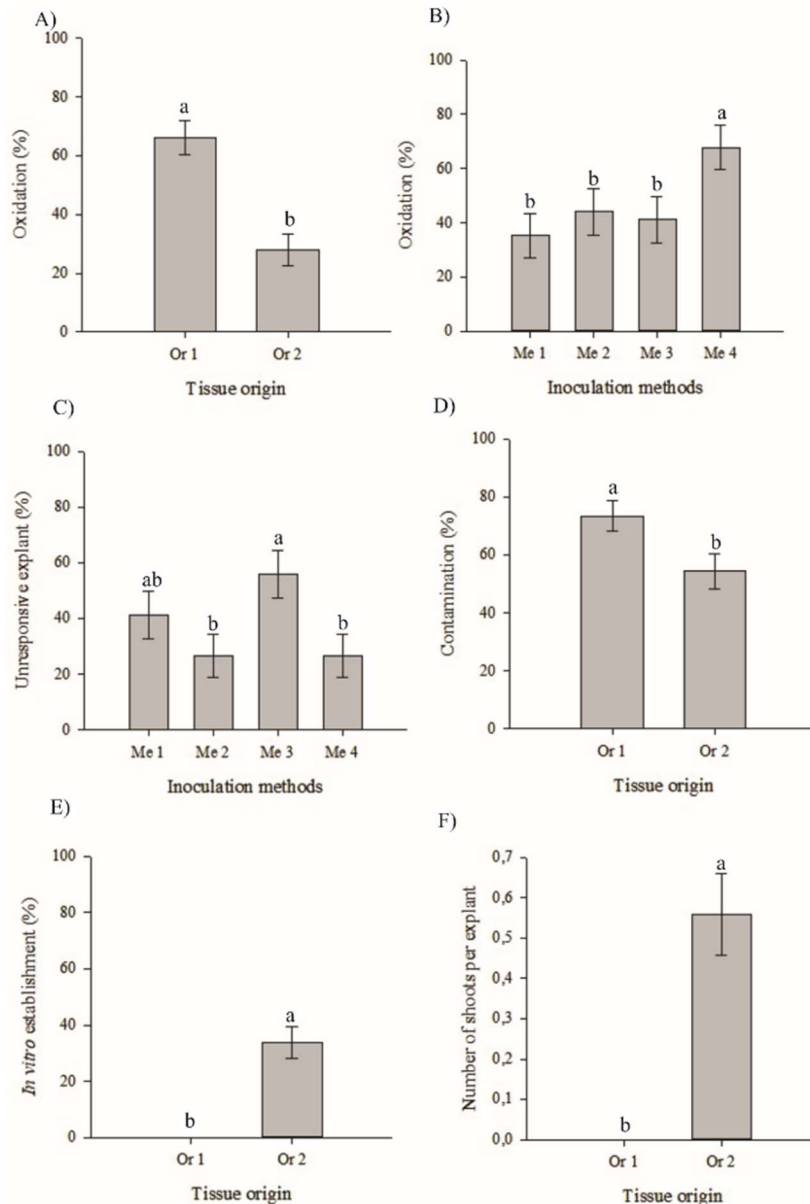 A)
Oxidation (%)
100
80
60
40
20
0
a
b
Or 1 Or 2
Tissue origin
B)
Oxidation (%)
100
80
60
40
20
0
b b b a
Me 1 Me 2 Me 3 Me 4
Inoculation methods
C)
Unresponsive explant (%)
100
80
60
40
20
0
ab b a b
Me 1 Me 2 Me 3 Me 4
Inoculation methods
D)
Contamination (%)
100
80
60
40
20
0
a
b
Or 1 Or 2
Tissue origin
E)
In vitro establishment (%)
100
80
60
40
20
0
b a
Or 1 Or 2
Tissue origin
F)
Number of shoots per explant
0,7
0,6
0,5
0,4
0,3
0,2
0,1
0,0
b a
Or 1 Or 2
Tissue origin